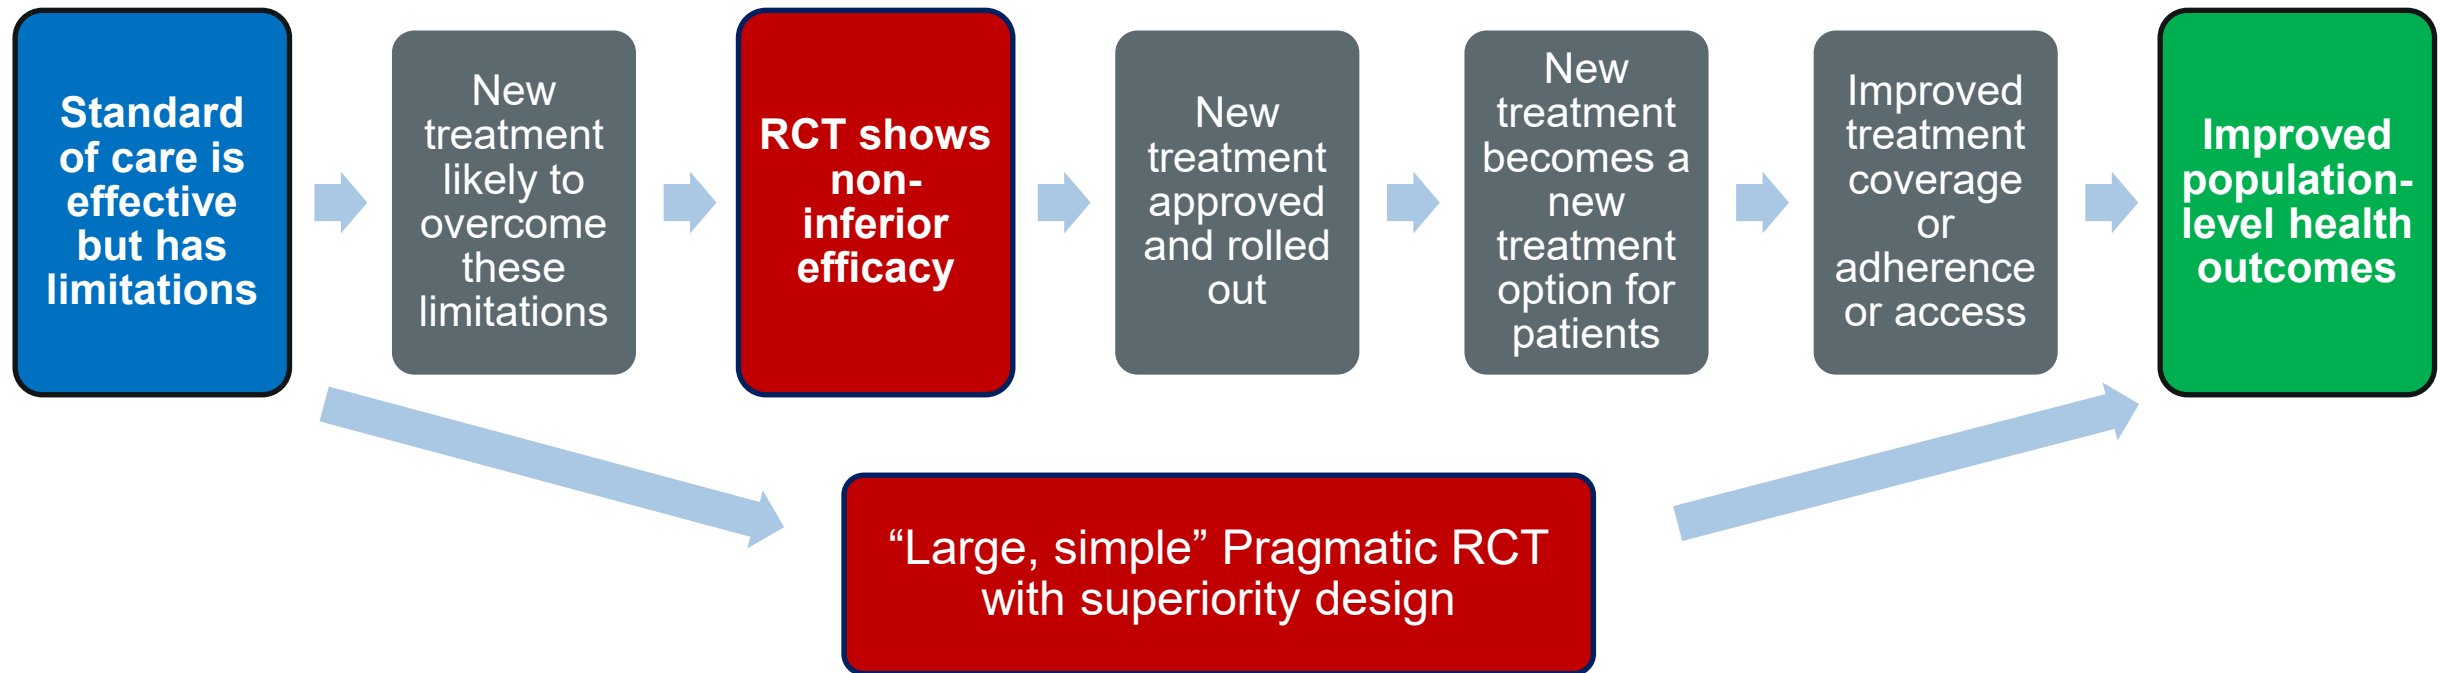 Standard
of care is
effective
but has
limitations
New
treatment
likely to
overcome
these
limitations
RCT shows
non-
inferior
efficacy
New
treatment
approved
and rolled
out
New
treatment
becomes a
new
treatment
option for
patients
Improved
treatment
coverage
or
adherence
or access
Improved
population-
level health
outcomes
“Large, simple” Pragmatic RCT
with superiority design